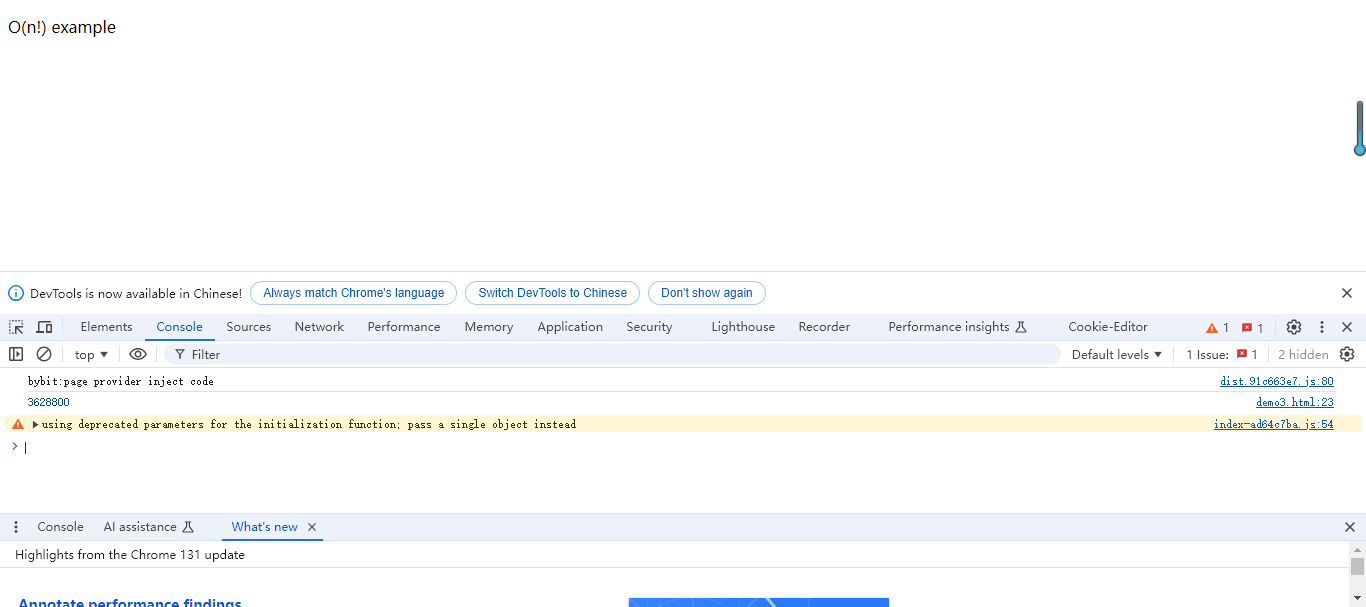 O(n!) example
DevTools is now available in Chinese! Always match Chrome's language Switch DevTools to Chinese Don't show again
Elements Console Sources Network Performance Memory Application Security Lighthouse Recorder Performance insights Cookie-Editor 1 1
top Filter Default levels 1 Issue: 1 2 hidden
bybit:page provider inject code dist.91c663e7.js:80
3628800 demo3.html:23
using deprecated parameters for the initialization function; pass a single object instead index-ad64c7ba.js:54
Console AI assistance What's new
Highlights from the Chrome 131 update
Annotate performance findings